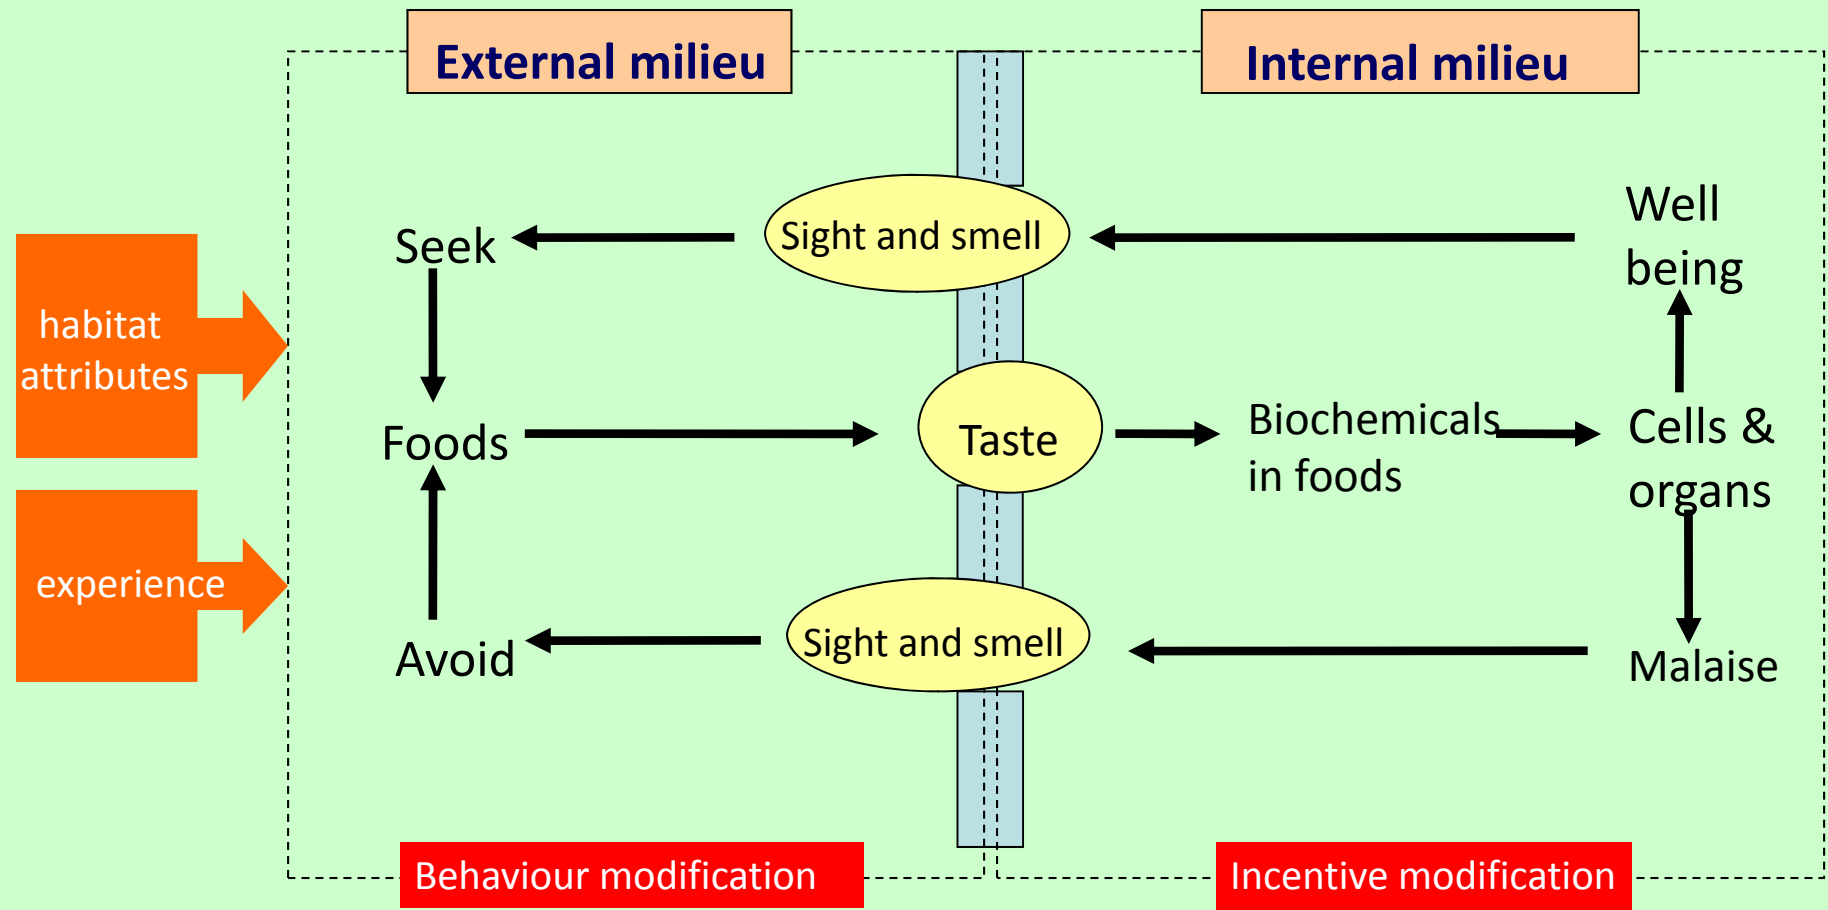 External milieu
Internal milieu
habitat
attributes
experience
Seek
Sight and smell
Well
being
Foods
Taste
Biochemicals
in foods
Cells &
organs
Avoid
Sight and smell
Malaise
Behaviour modification
Incentive modification